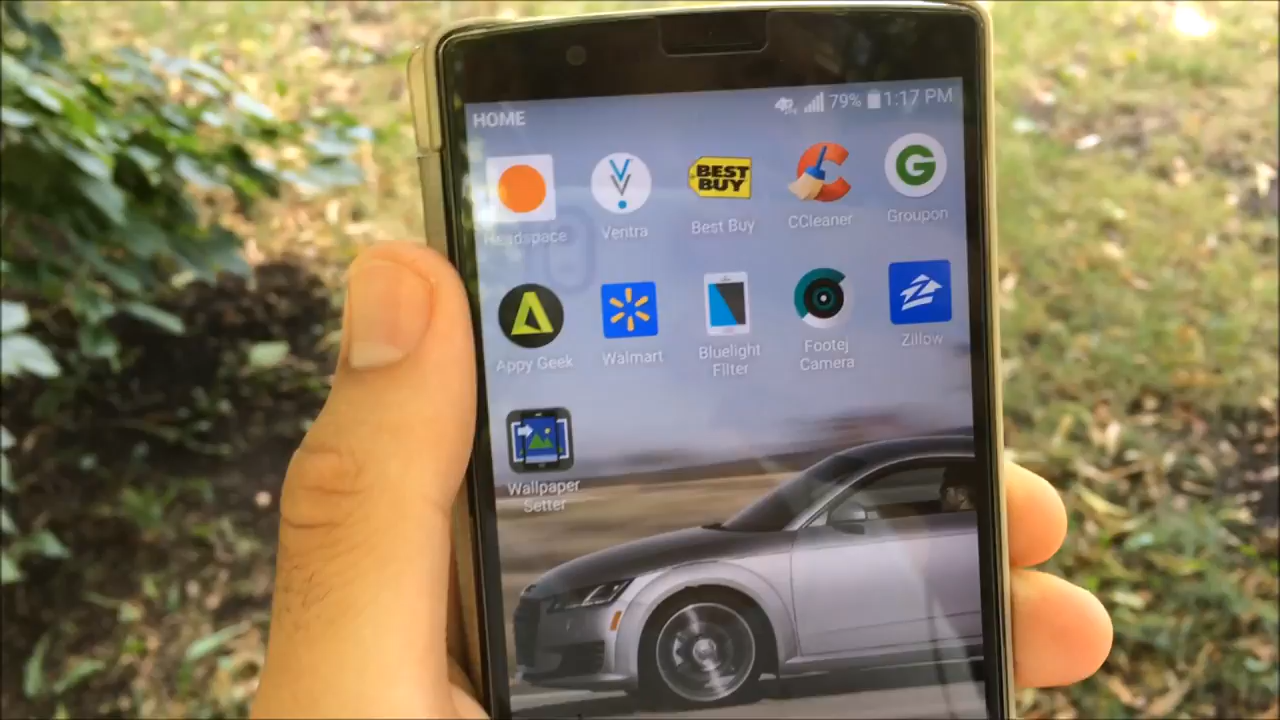 HOME 4G 79% 1:17 PM
BEST
BUY
G
Headspace Ventra Best Buy CCleaner Groupon
Appy Geek Walmart Bluelight Filter Footej Camera Zillow
Wallpaper
Setter